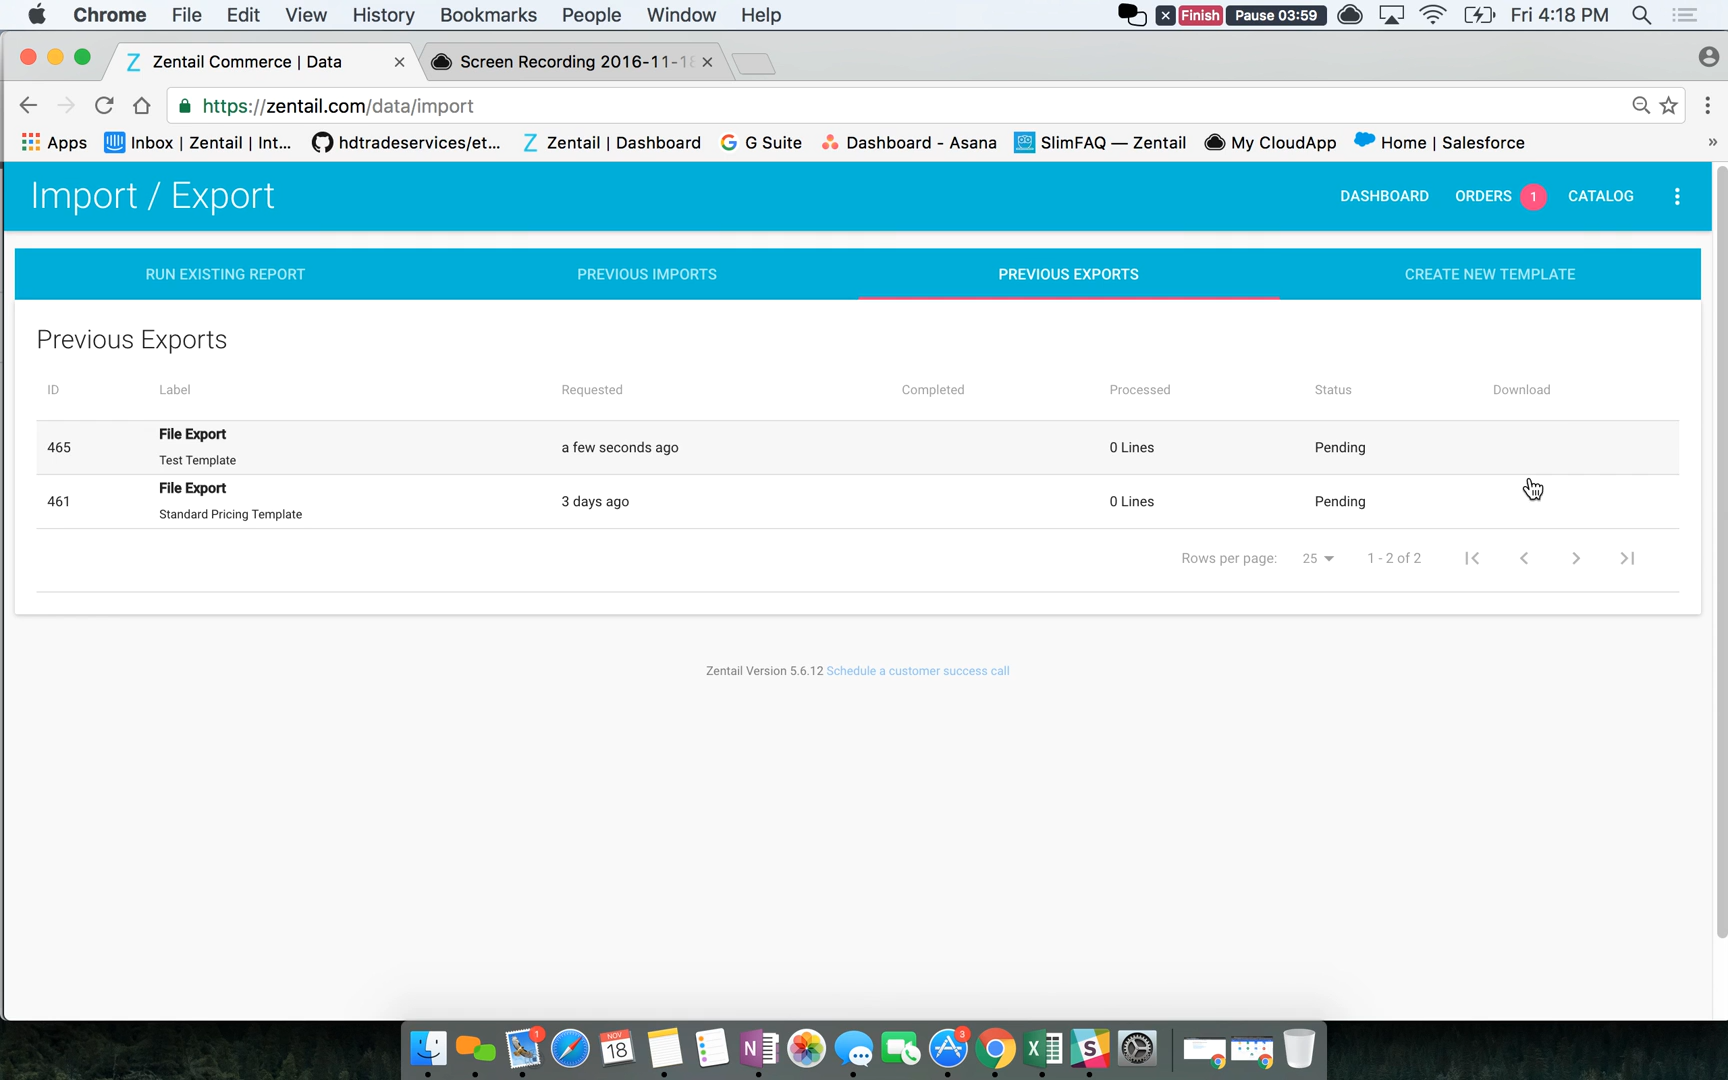 Chrome File Edit View History Bookmarks People Window Help Finish Pause 03:59 Fri 4:18 PM
Zentail Commerce | Data Screen Recording 2016-11-18
https://zentail.com/data/import
Apps Inbox | Zentail | Int... hdtradeservices/et... Zentail | Dashboard G Suite Dashboard - Asana SlimFAQ — Zentail My CloudApp Home | Salesforce »
Import / Export DASHBOARD ORDERS 1 CATALOG
RUN EXISTING REPORT PREVIOUS IMPORTS PREVIOUS EXPORTS CREATE NEW TEMPLATE
Previous Exports
ID Label Requested Completed Processed Status Download
465 File Export a few seconds ago 0 Lines Pending
Test Template
461 File Export 3 days ago 0 Lines Pending
Standard Pricing Template
Rows per page: 25 1 - 2 of 2
Zentail Version 5.6.12 Schedule a customer success call
1 NOV 18 N 3 X S